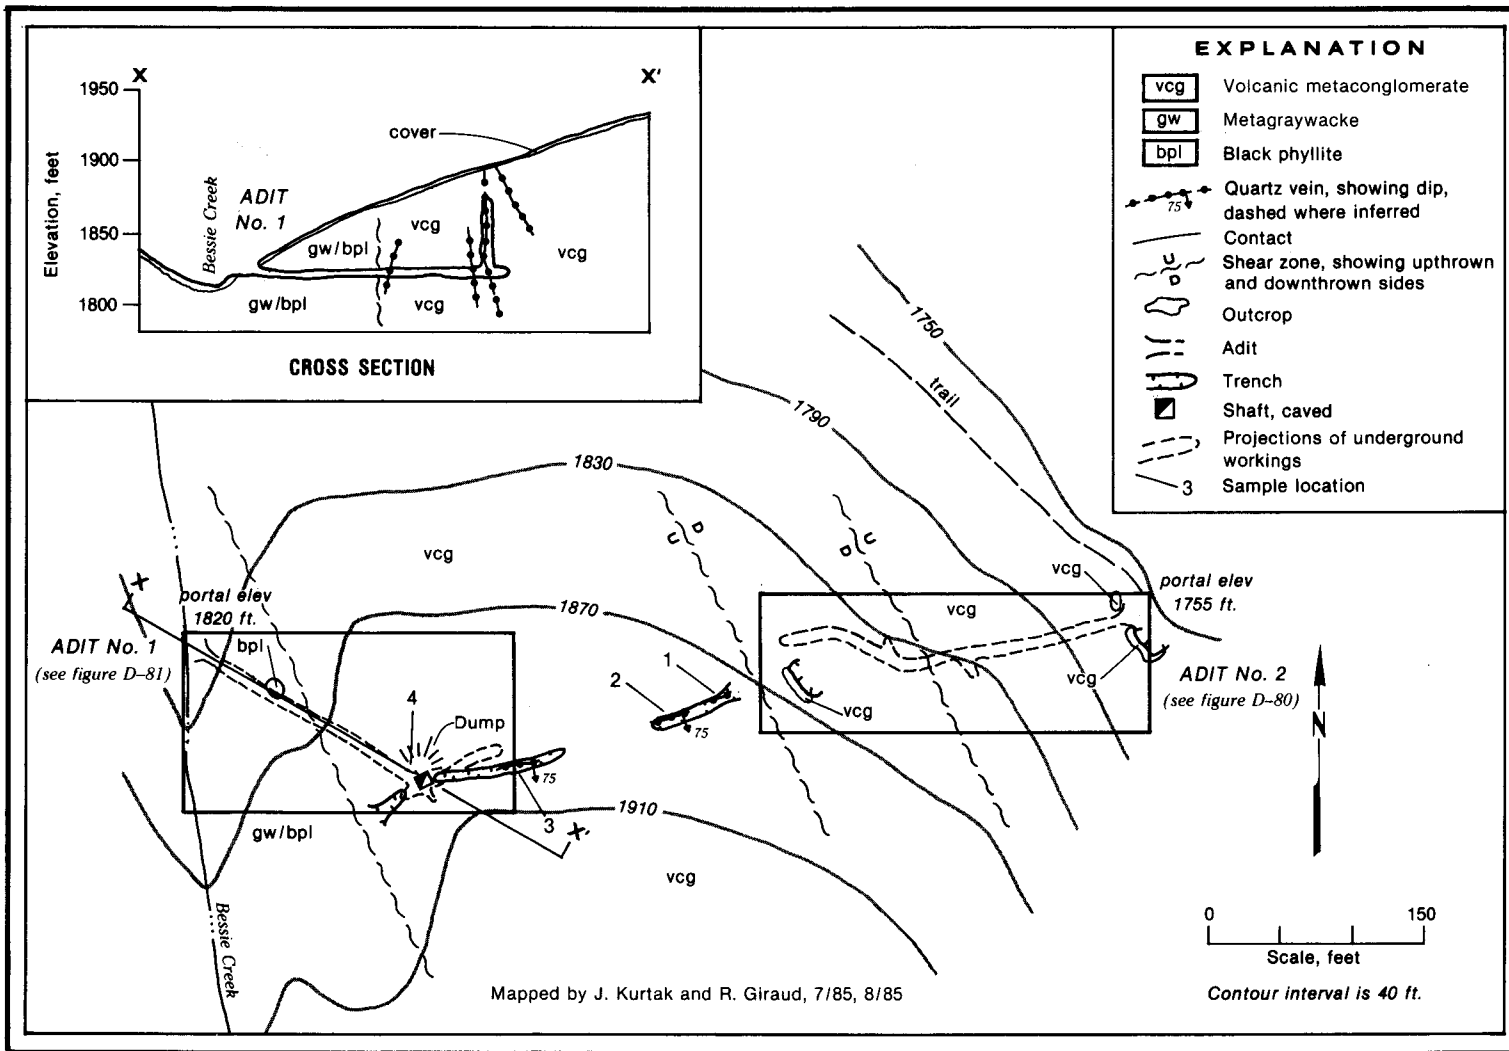 X
X'
1950
1900
1850
1800
Elevation, feet
Bessie Creek
ADIT
No. 1
cover
vcg
gw/bpl
vcg
gw/bpl
vcg
CROSS SECTION
EXPLANATION
vcg Volcanic metaconglomerate
gw Metagraywacke
bpl Black phyllite
75 Quartz vein, showing dip,
dashed where inferred
Contact
U D Shear zone, showing upthrown
and downthrown sides
Outcrop
Adit
Trench
Shaft, caved
Projections of underground
workings
3 Sample location
1750
trail
1790
1830
D
U
U
D
vcg
vcg
vcg
portal elev
1755 ft.
X
portal elev
1820 ft.
1870
ADIT No. 1
(see figure D-81)
bpl
1
2
75
vcg
vcg
ADIT No. 2
(see figure D-80)
4
Dump
75
3
N
1910
X'
gw/bpl
vcg
Bessie Creek
0 150
Scale, feet
Mapped by J. Kurtak and R. Giraud, 7/85, 8/85
Contour interval is 40 ft.